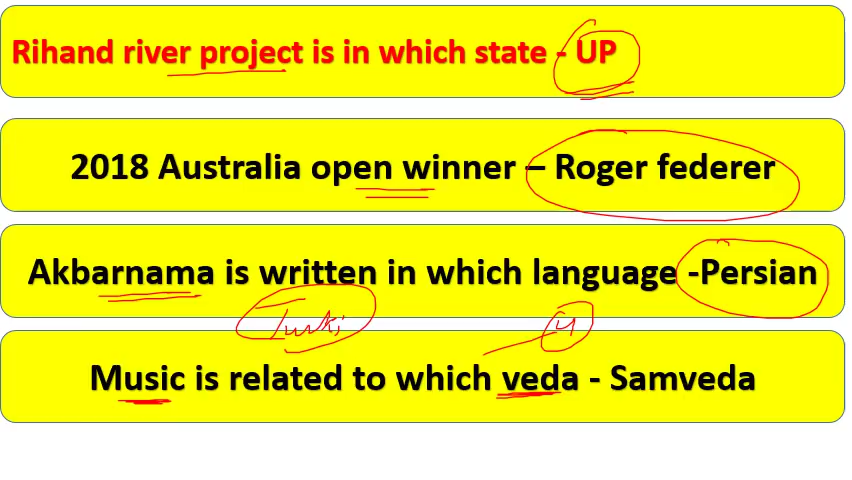 Rihand river project is in which state - UP
2018 Australia open winner – Roger federer
Akbarnama is written in which language -Persian
Turki
4
Music is related to which veda - Samveda